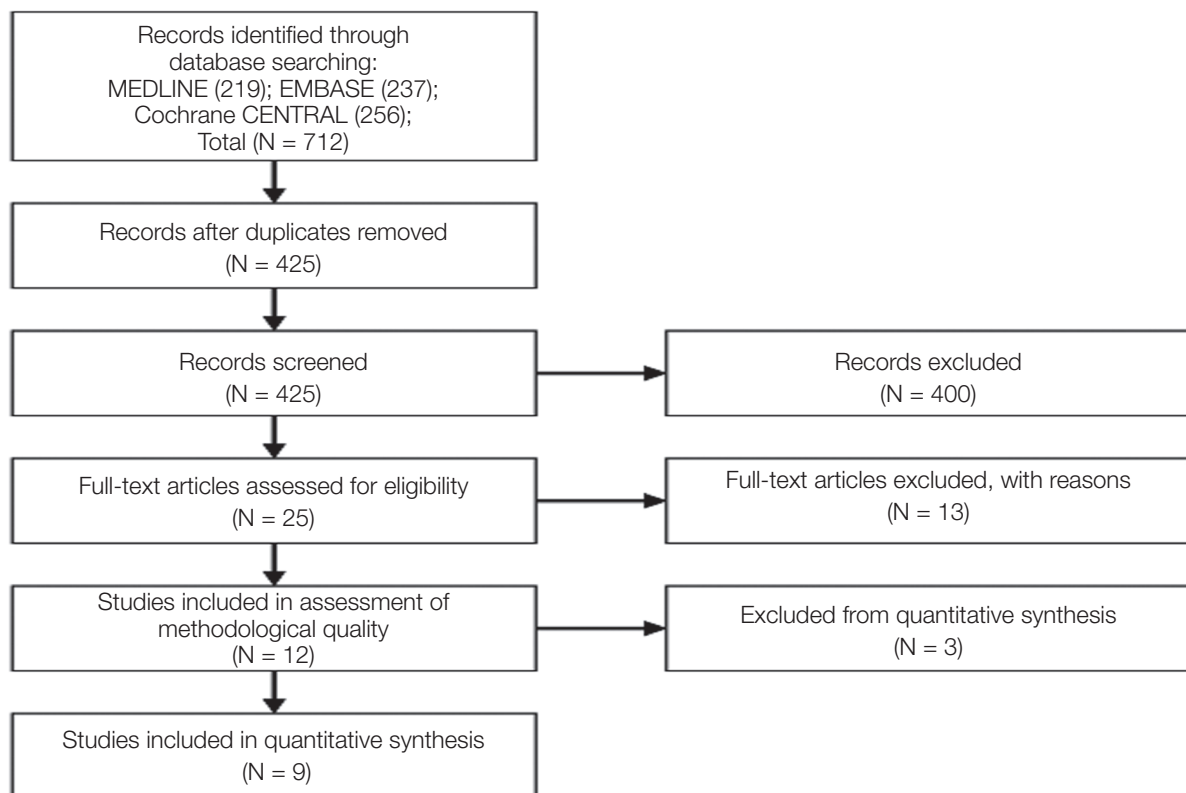 Records identified through
database searching:
MEDLINE (219); EMBASE (237);
Cochrane CENTRAL (256);
Total (N = 712)
Records after duplicates removed
(N = 425)
Records screened
(N = 425)
Records excluded
(N = 400)
Full-text articles assessed for eligibility
(N = 25)
Full-text articles excluded, with reasons
(N = 13)
Studies included in assessment of
methodological quality
(N = 12)
Excluded from quantitative synthesis
(N = 3)
Studies included in quantitative synthesis
(N = 9)